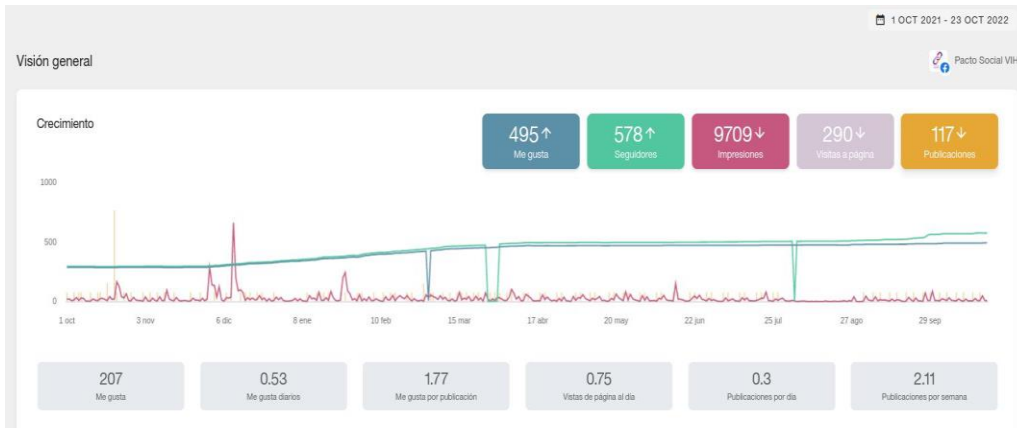 1 OCT 2021 - 23 OCT 2022
Visión general
Pacto Social VIH
Crecimiento
495↑ 578↑ 9709↓ 290↓ 117↓
Me gusta Seguidores Impresiones Visitas a página Publicaciones
1000
500
0
1 oct 3 nov 6 dic 8 ene 10 feb 15 mar 17 abr 20 may 22 jun 25 jul 27 ago 29 sep
207 0.53 1.77 0.75 0.3 2.11
Me gusta Me gusta diarios Me gusta por publicación Vistas de página al día Publicaciones por día Publicaciones por semana